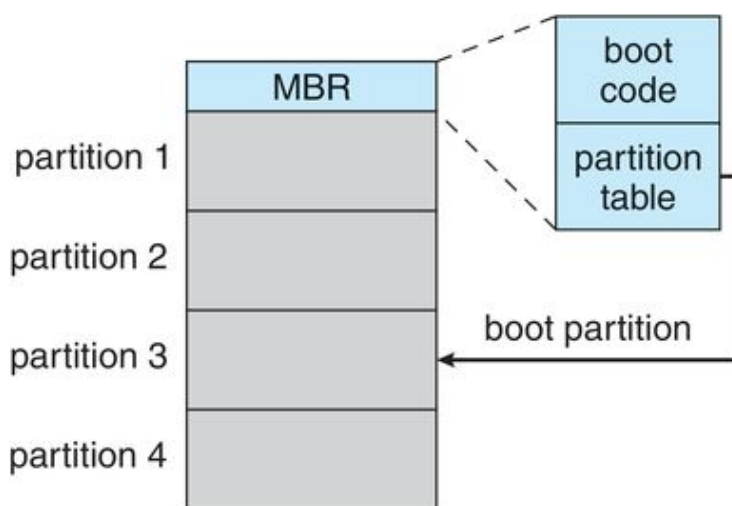 MBR
boot
code
partition
table
partition 1
partition 2
boot partition
partition 3
partition 4